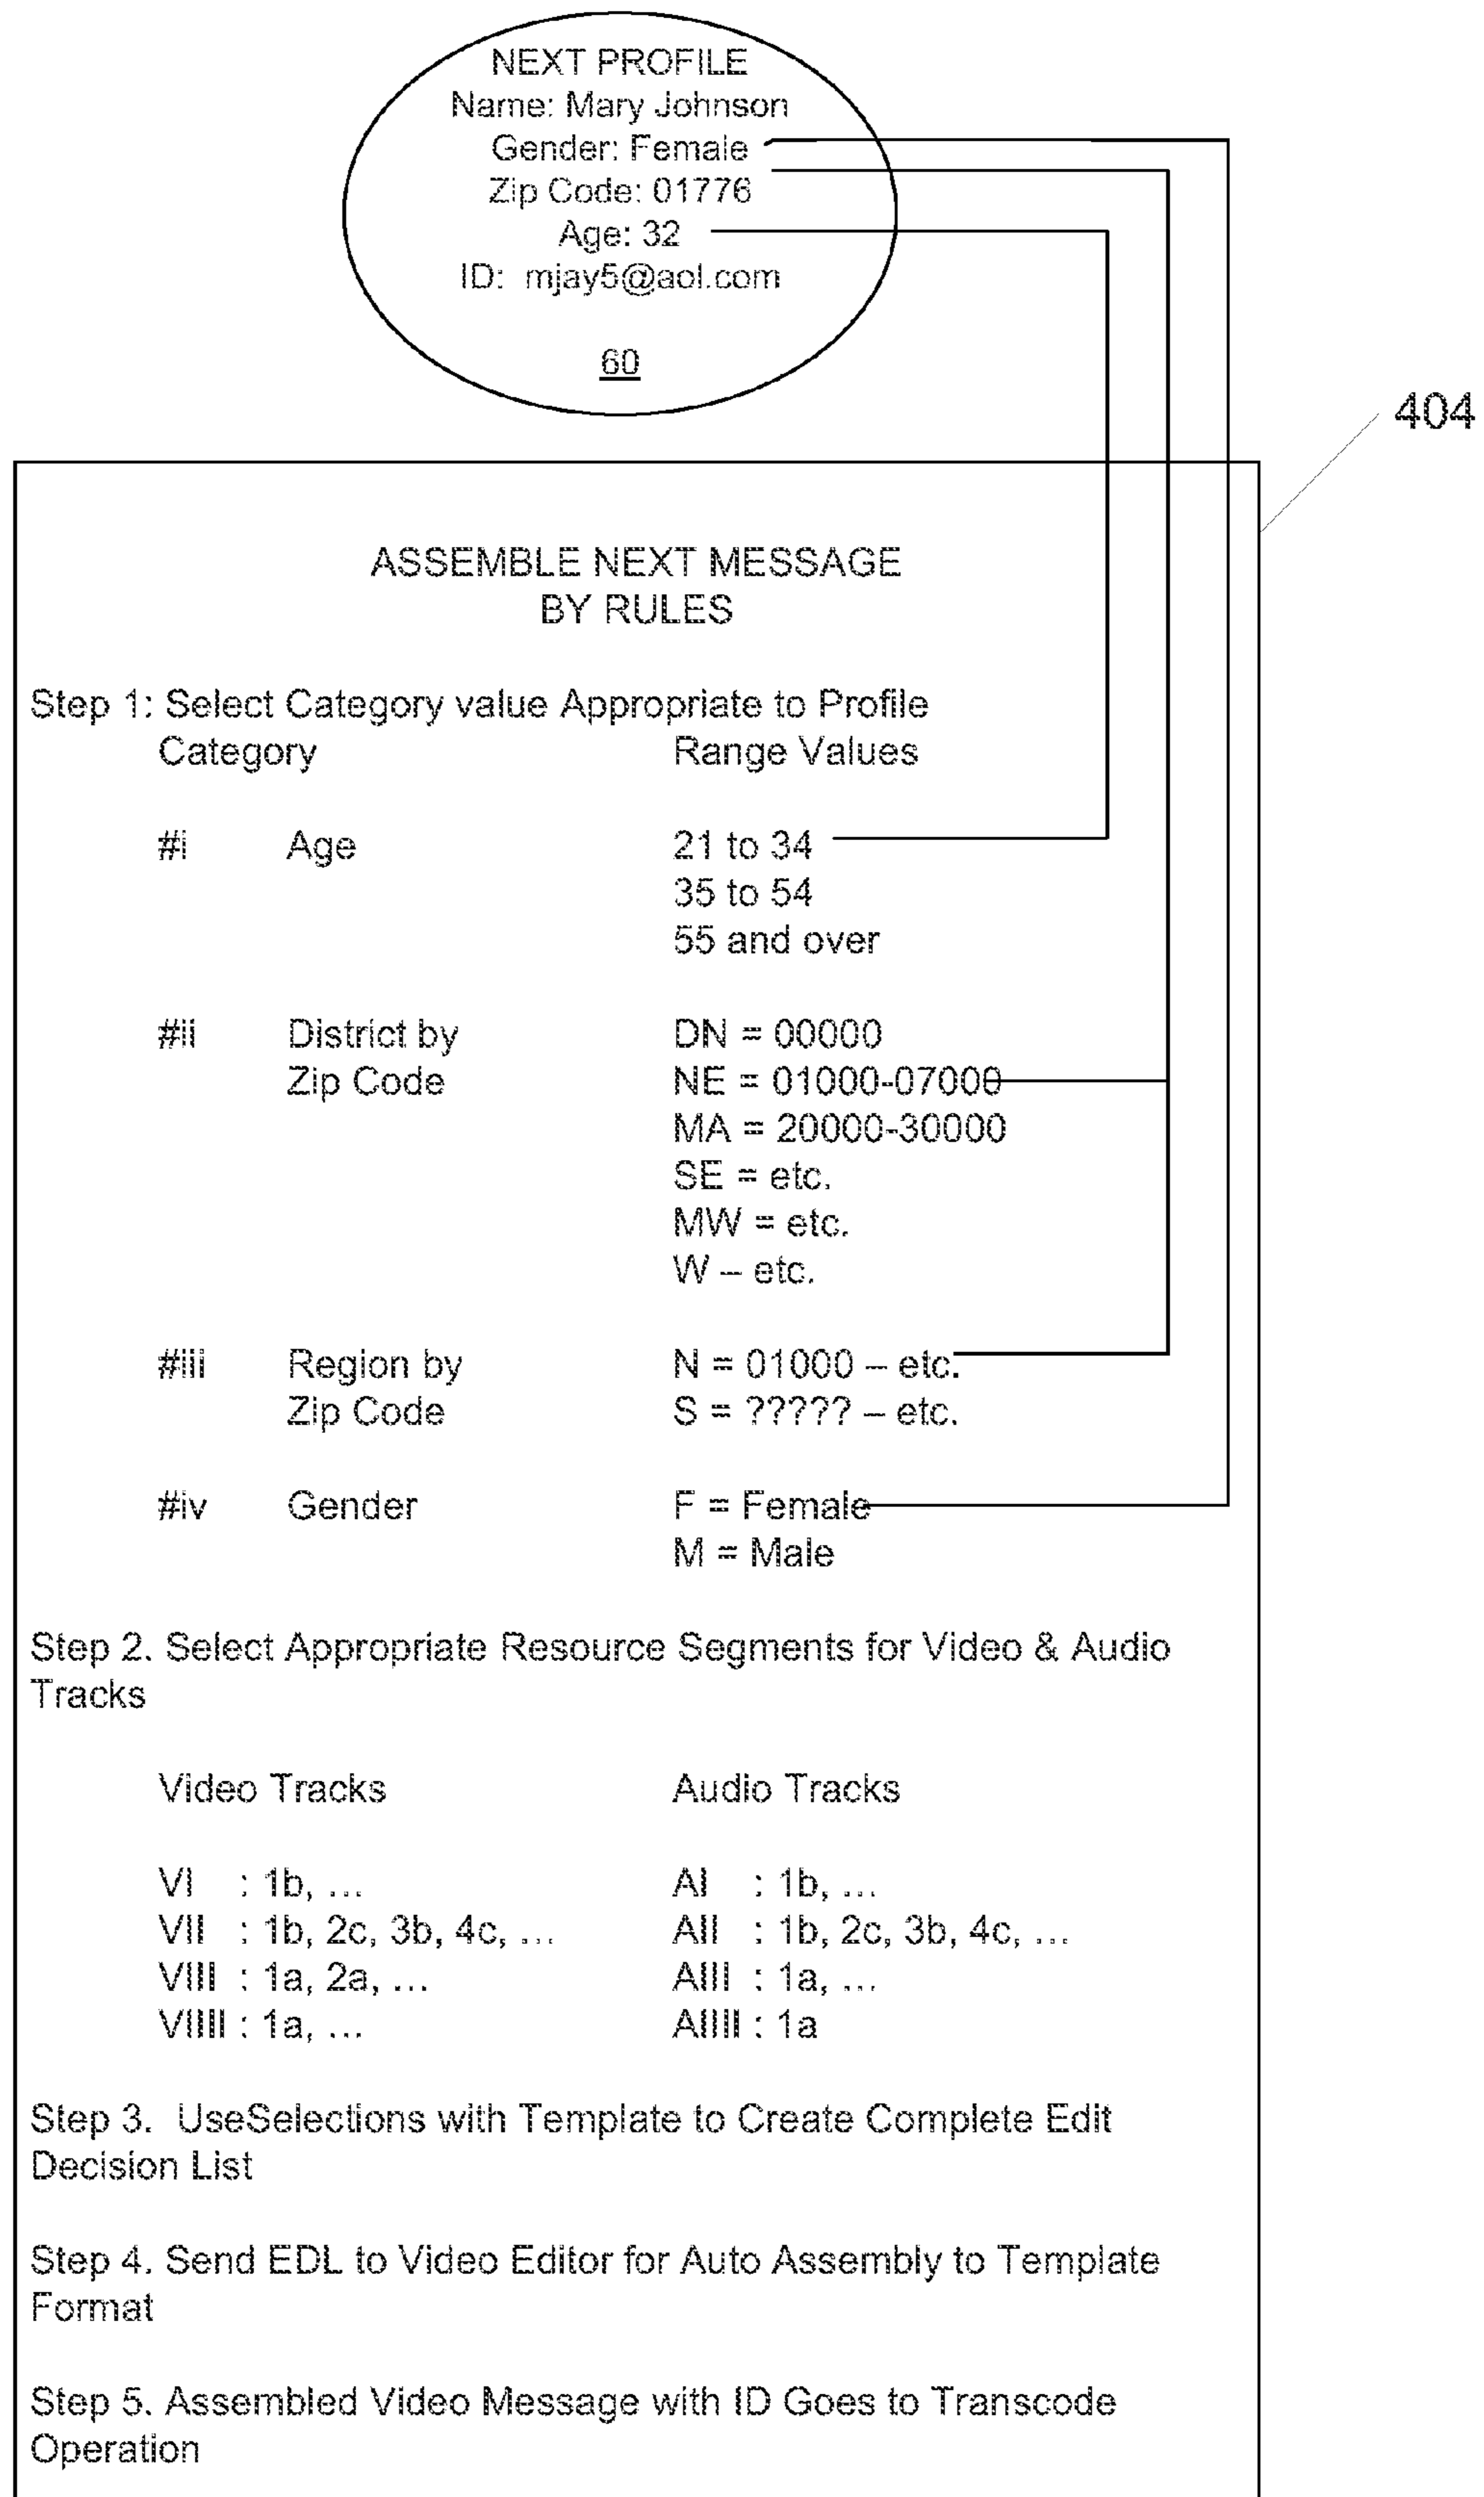 NEXT PROFILE
Name: Mary Johnson
Gender: Female
Zip Code: 01776
Age: 32
ID: mjay5@aol.com
60
404
ASSEMBLE NEXT MESSAGE
BY RULES
Step 1: Select Category value Appropriate to Profile
Category Range Values
#i Age 21 to 34
35 to 54
55 and over
#ii District by DN = 00000
Zip Code NE = 01000-07000
MA = 20000-30000
SE = etc.
MW = etc.
W – etc.
#iii Region by N = 01000 – etc.
Zip Code S = ????? – etc.
#iv Gender F = Female
M = Male
Step 2. Select Appropriate Resource Segments for Video & Audio
Tracks
Video Tracks Audio Tracks
VI : 1b, ... AI : 1b, ...
VII : 1b, 2c, 3b, 4c, ... AII : 1b, 2c, 3b, 4c, ...
VIII : 1a, 2a, ... AIII : 1a, ...
VIIII : 1a, ... AIIII : 1a
Step 3. UseSelections with Template to Create Complete Edit
Decision List
Step 4. Send EDL to Video Editor for Auto Assembly to Template
Format
Step 5. Assembled Video Message with ID Goes to Transcode
Operation